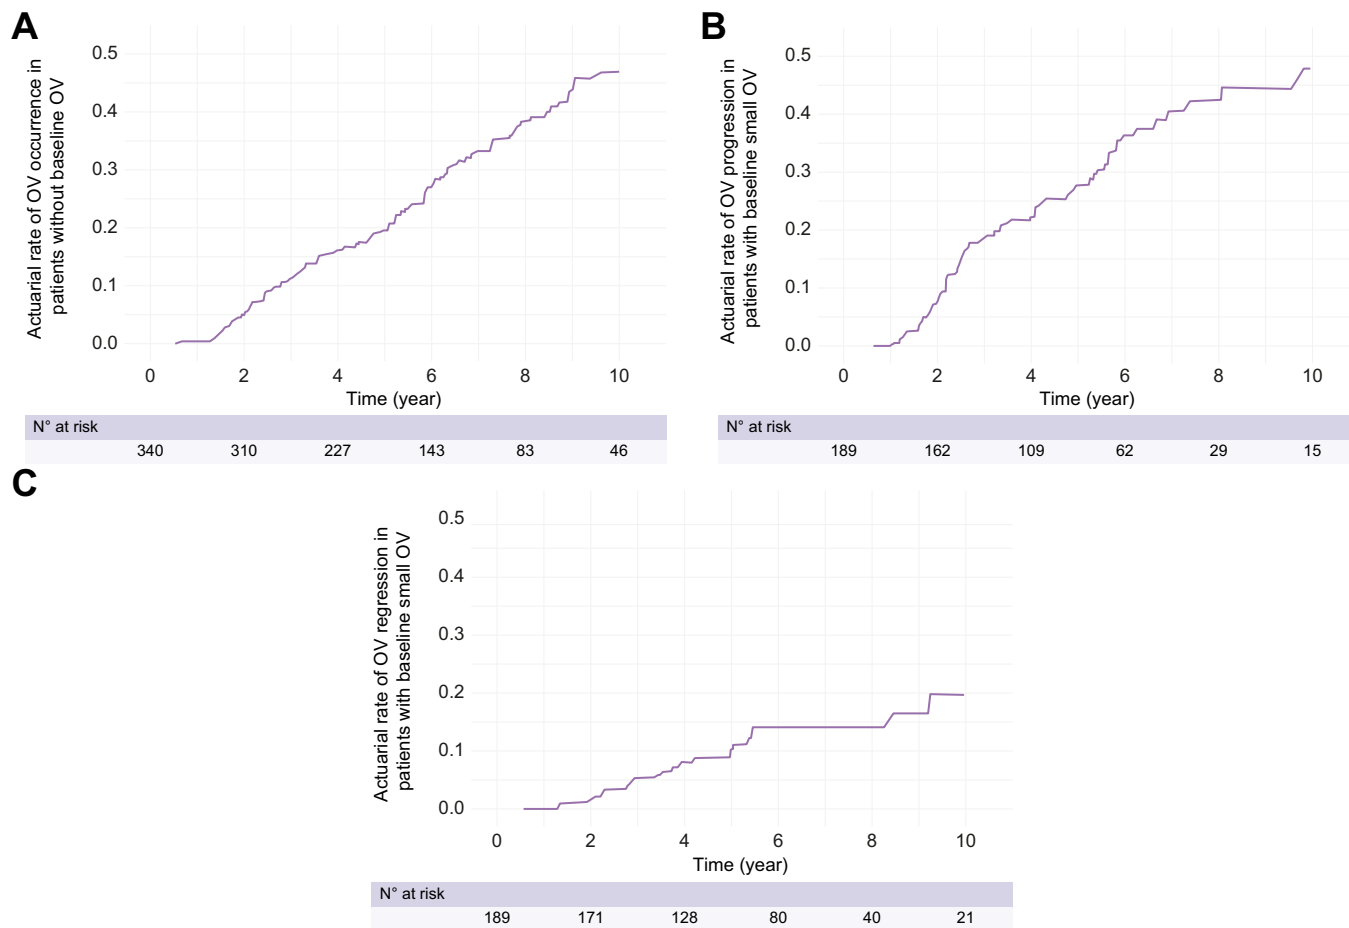 A
Actuarial rate of OV occurrence in
patients without baseline OV
0.5
0.4
0.3
0.2
0.1
0.0
0 2 4 6 8 10
Time (year)
N° at risk
340 310 227 143 83 46
B
Actuarial rate of OV progression in
patients with baseline small OV
0.5
0.4
0.3
0.2
0.1
0.0
0 2 4 6 8 10
Time (year)
N° at risk
189 162 109 62 29 15
C
Actuarial rate of OV regression in
patients with baseline small OV
0.5
0.4
0.3
0.2
0.1
0.0
0 2 4 6 8 10
Time (year)
N° at risk
189 171 128 80 40 21